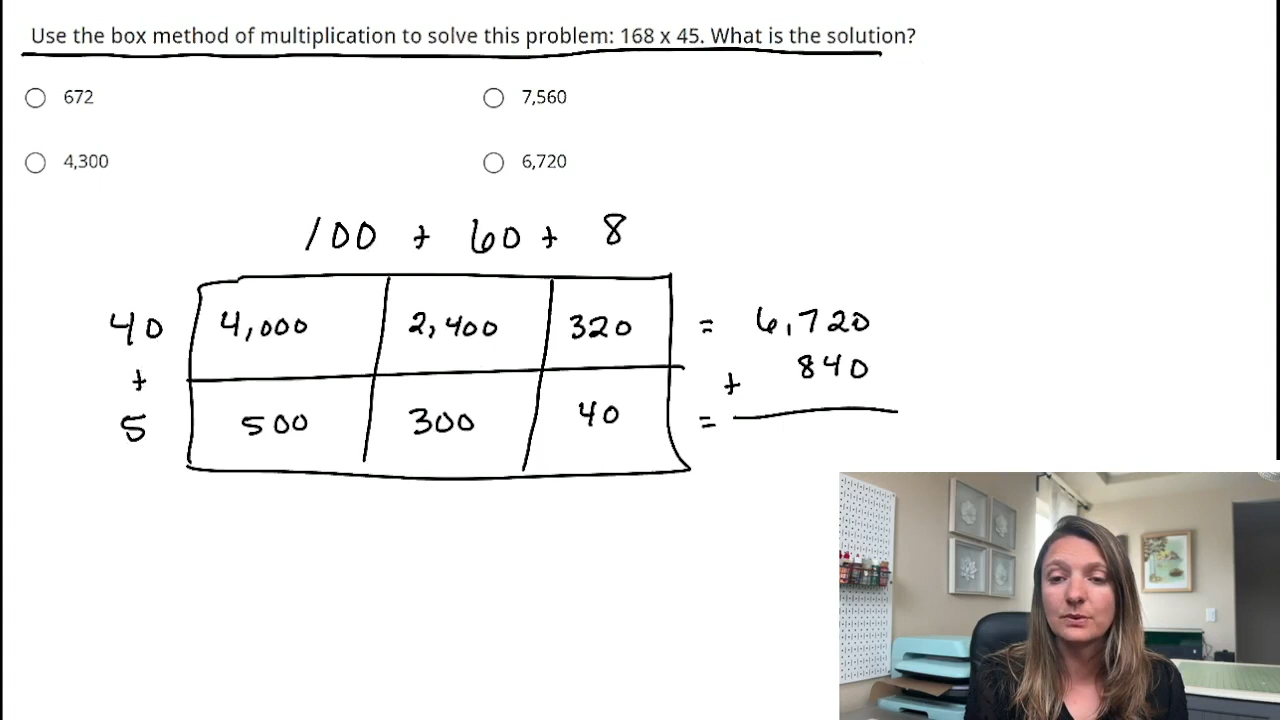 Use the box method of multiplication to solve this problem: 168 x 45. What is the solution?
672
7,560
4,300
6,720
100 + 60 + 8
40 4,000 2,400 320 = 6,720
+ + 840
5 500 300 40 =